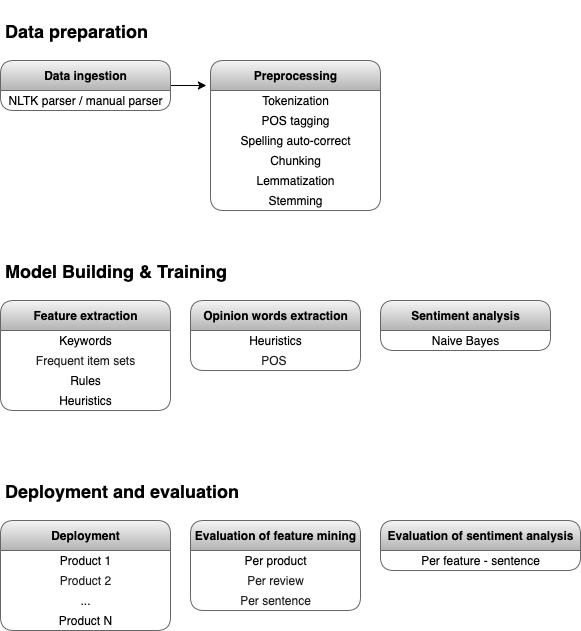 Data preparation
Data ingestion
NLTK parser / manual parser
Preprocessing
Tokenization
POS tagging
Spelling auto-correct
Chunking
Lemmatization
Stemming
Model Building & Training
Feature extraction
Keywords
Frequent item sets
Rules
Heuristics
Opinion words extraction
Heuristics
POS
Sentiment analysis
Naive Bayes
Deployment and evaluation
Deployment
Product 1
Product 2
...
Product N
Evaluation of feature mining
Per product
Per review
Per sentence
Evaluation of sentiment analysis
Per feature - sentence